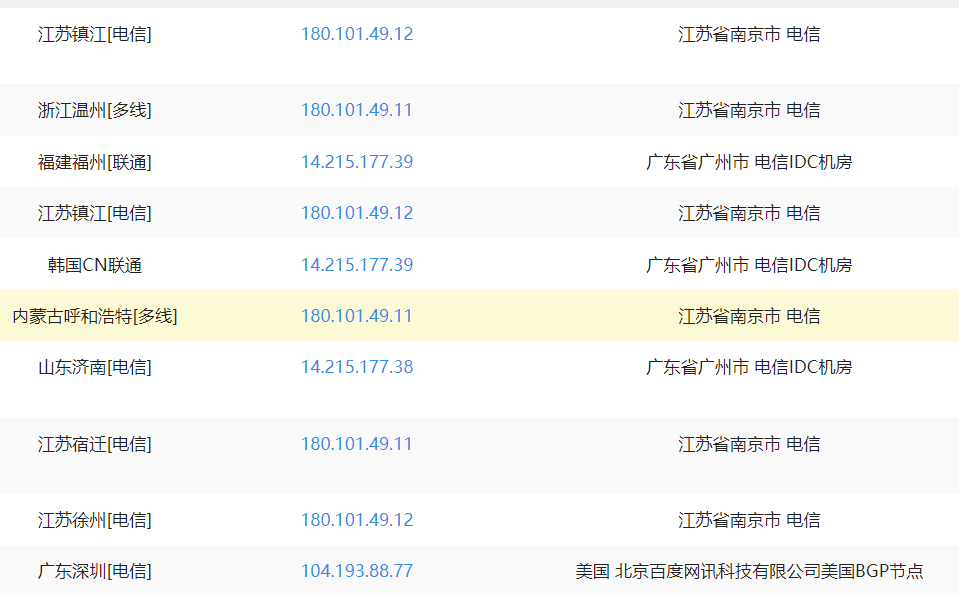 江苏镇江[电信] 180.101.49.12 江苏省南京市 电信
浙江温州[多线] 180.101.49.11 江苏省南京市 电信
福建福州[联通] 14.215.177.39 广东省广州市 电信IDC机房
江苏镇江[电信] 180.101.49.12 江苏省南京市 电信
韩国CN联通 14.215.177.39 广东省广州市 电信IDC机房
内蒙古呼和浩特[多线] 180.101.49.11 江苏省南京市 电信
山东济南[电信] 14.215.177.38 广东省广州市 电信IDC机房
江苏宿迁[电信] 180.101.49.11 江苏省南京市 电信
江苏徐州[电信] 180.101.49.12 江苏省南京市 电信
广东深圳[电信] 104.193.88.77 美国 北京百度网讯科技有限公司美国BGP节点